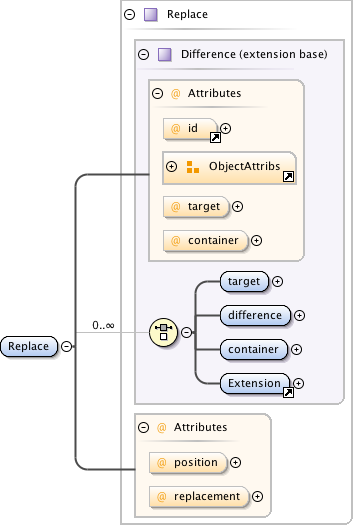 Replace
Difference (extension base)
@ Attributes
@ id
ObjectAttribs
@ target
@ container
target
0..∞
difference
Replace
container
Extension
@ Attributes
@ position
@ replacement